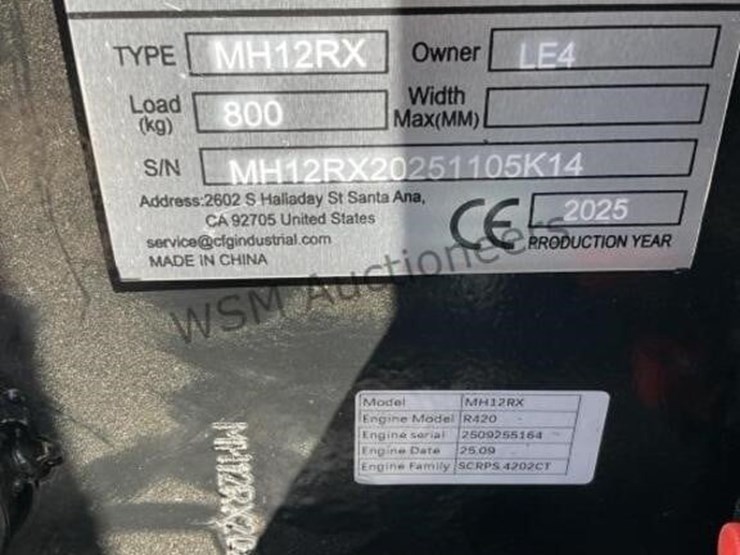 TYPE MH12RX Owner LE4
Load (kg) 800 Width Max(MM)
S/N MH12RX20251105K14
Address:2602 S Halladay St Santa Ana,
CA 92705 United States
service@cfgindustrial.com
MADE IN CHINA
CE 2025
PRODUCTION YEAR
WSM Auctioneers
Model MH12RX
Engine Model R420
Engine serial 2509255164
Engine Date 25.09
Engine Family SCRPS.4202CT
MH12RX20